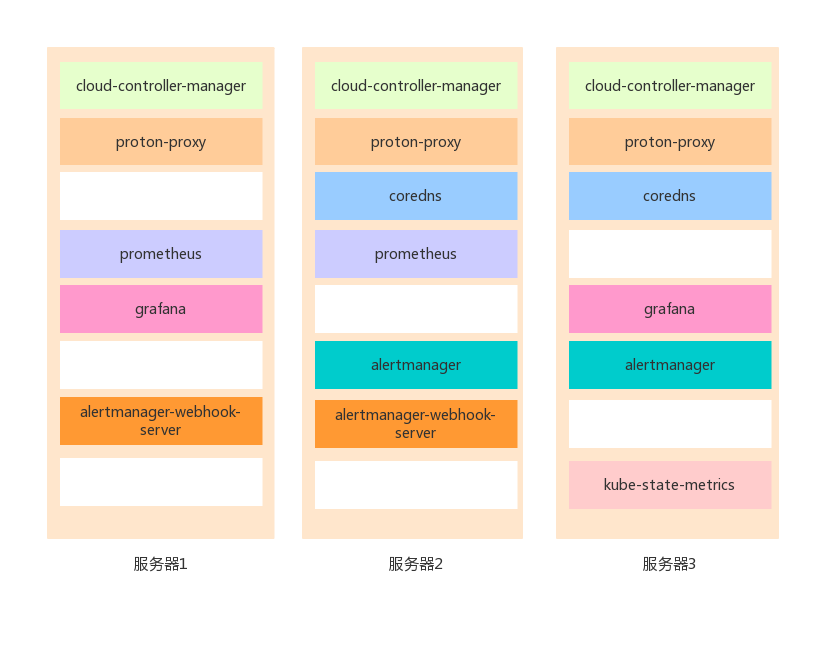 cloud-controller-manager
proton-proxy
prometheus
grafana
alertmanager-webhook-
server
服务器1
cloud-controller-manager
proton-proxy
coredns
prometheus
alertmanager
alertmanager-webhook-
server
服务器2
cloud-controller-manager
proton-proxy
coredns
grafana
alertmanager
kube-state-metrics
服务器3